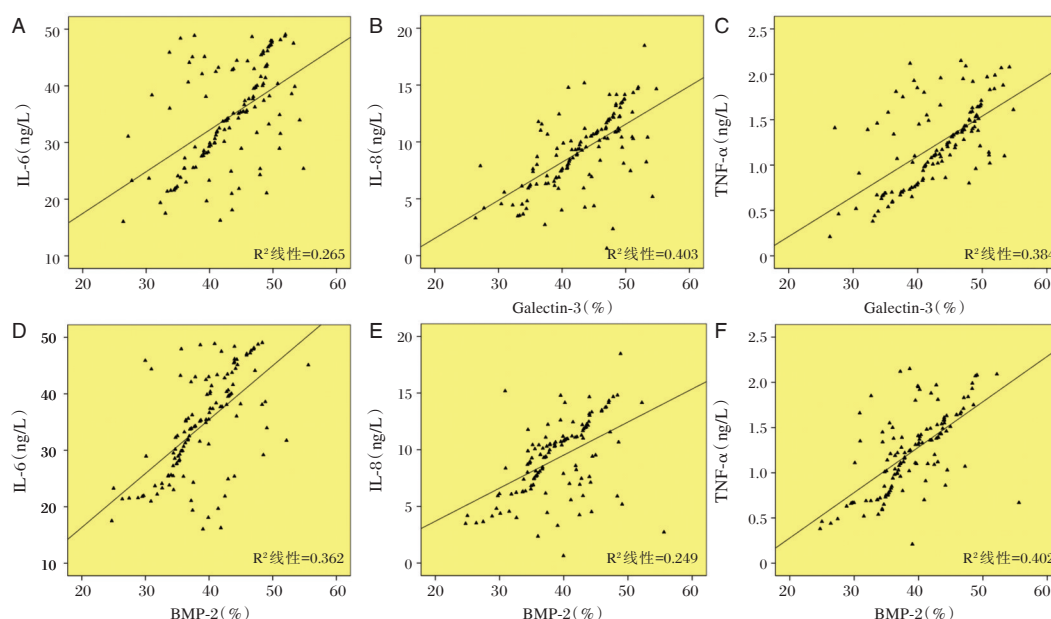 A
IL-6(ng/L)
50
40
30
20
10
R²线性=0.265
20 30 40 50 60
B
IL-8(ng/L)
20
15
10
5
0
R²线性=0.403
20 30 40 50 60
Galectin-3(%)
C
TNF-α(ng/L)
2.5
2.0
1.5
1.0
0.5
0
R²线性=0.384
20 30 40 50 60
Galectin-3(%)
D
IL-6(ng/L)
50
40
30
20
10
R²线性=0.362
20 30 40 50 60
BMP-2(%)
E
IL-8(ng/L)
20
15
10
5
0
R²线性=0.249
20 30 40 50 60
BMP-2(%)
F
TNF-α(ng/L)
2.5
2.0
1.5
1.0
0.5
0
R²线性=0.402
20 30 40 50 60
BMP-2(%)